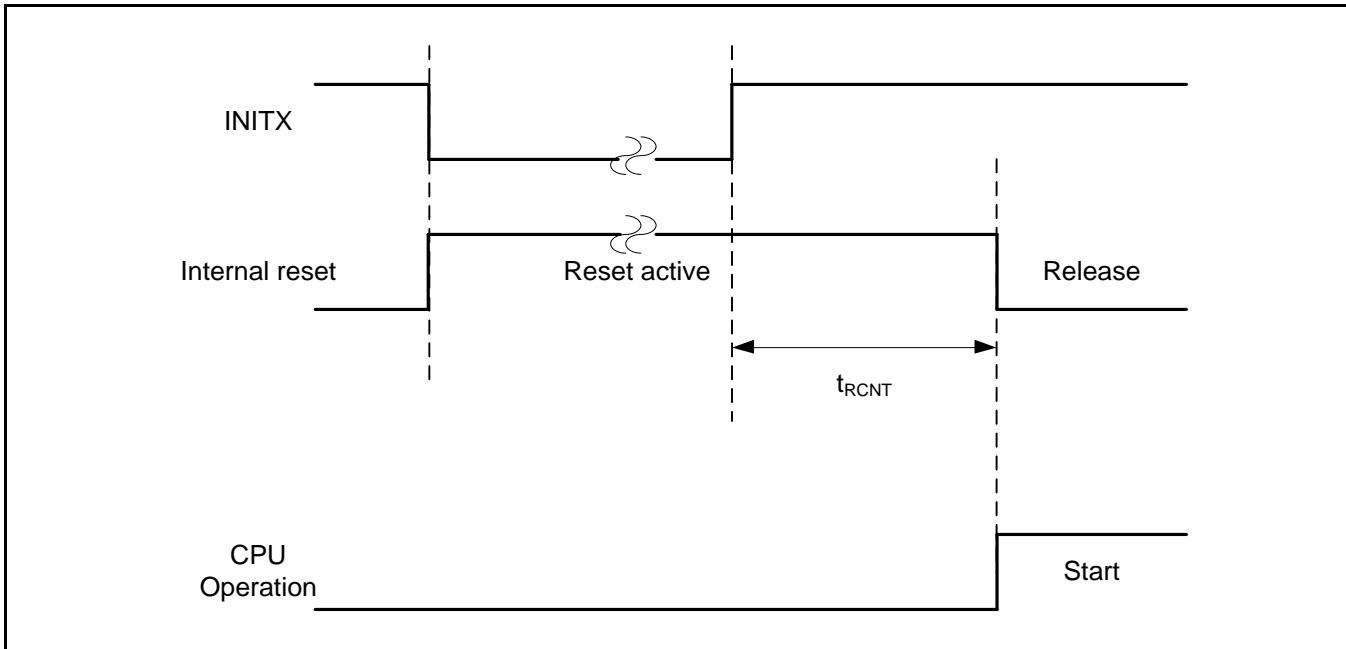 INITX
Internal reset
Reset active
Release
tRCNT
CPU
Operation
Start